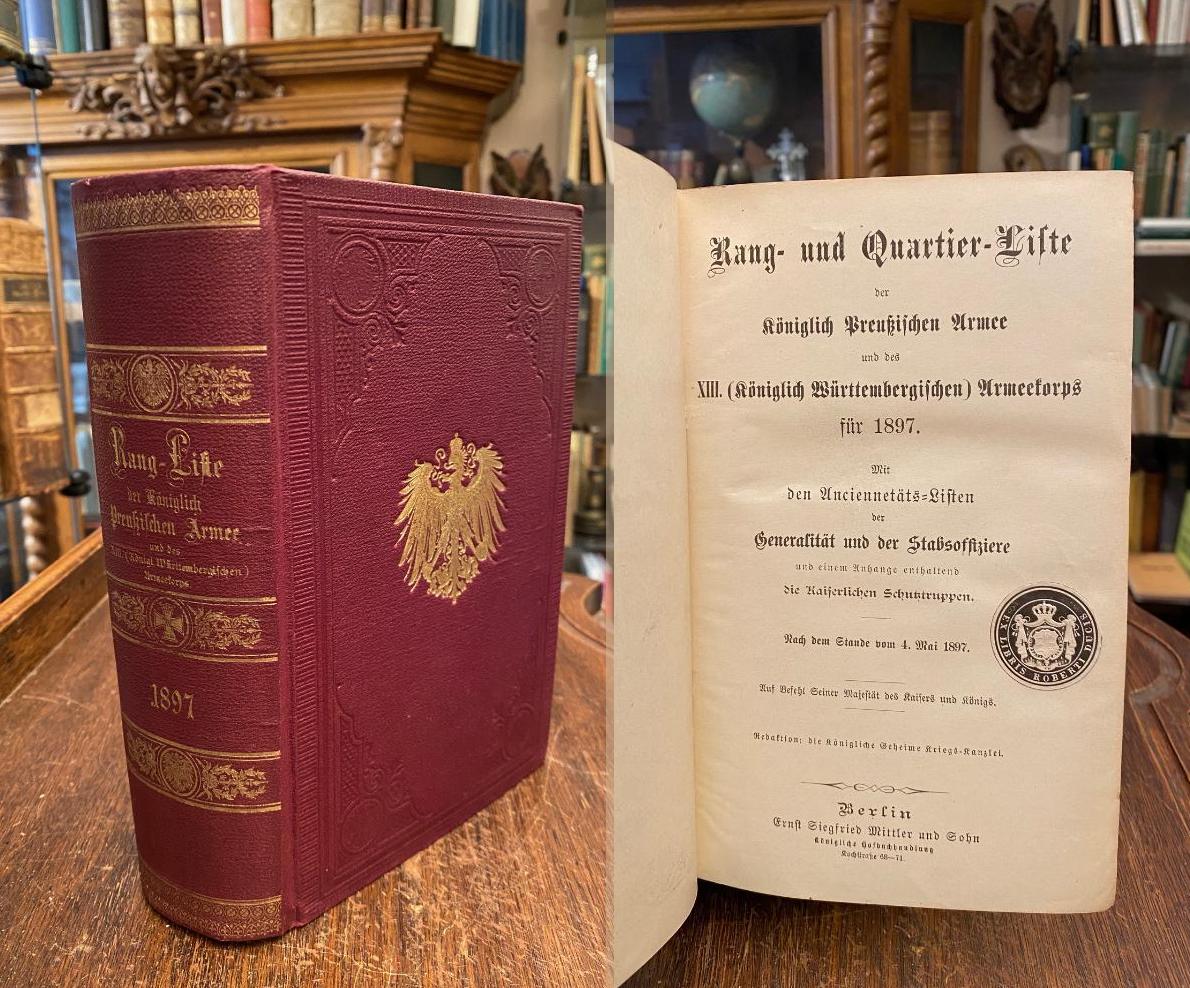 Rang-Liste
der Königlich
Preußischen Armee.
und des
XIII. (Königl. Württembergischen)
Armeekorps
1897
Rang- und Quartier-Liste
der
Königlich Preußischen Armee
und des
XIII. (Königlich Württembergischen) Armeekorps
für 1897.
Mit
den Anciennetäts-Listen
der
Generalität und der Stabsoffiziere
und einem Anhange enthaltend
die Kaiserlichen Schutztruppen.
Nach dem Stande vom 4. Mai 1897.
Auf Befehl Seiner Majestät des Kaisers und Königs.
Redaktion: die Königliche Geheime Kriegs-Kanzlei.
Berlin
Ernst Siegfried Mittler und Sohn
Königliche Hofbuchhandlung
Kochstraße 68—71.
EX LIBRIS ROBERTI DULCIS